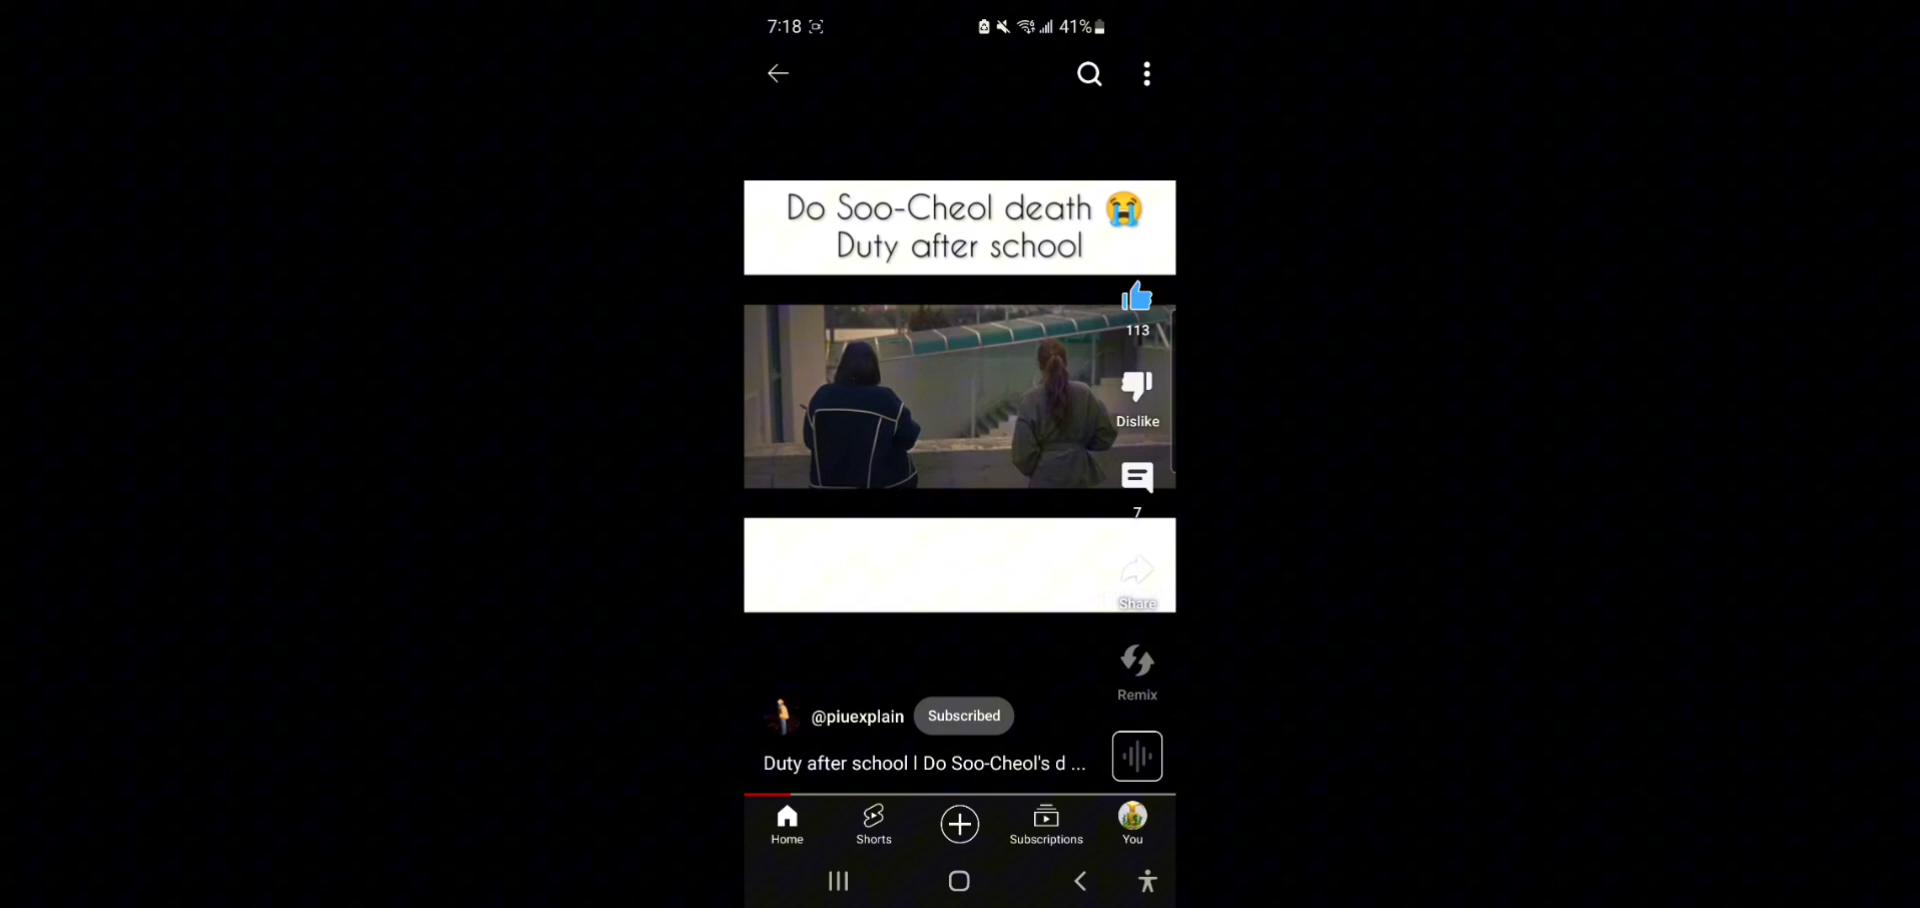 7:18 41%
Do Soo-Cheol death 😭
Duty after school
113
Dislike
7
Share
Remix
@piuexplain Subscribed
Duty after school l Do Soo-Cheol's d ...
Home Shorts Subscriptions You